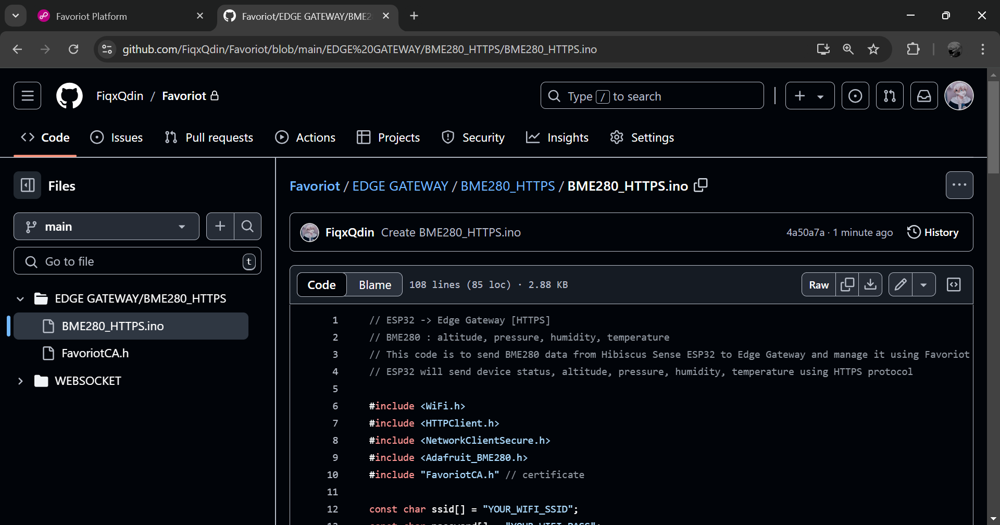 Favoriot Platform
Favoriot/EDGE GATEWAY/BME2
github.com/FiqxQdin/Favoriot/blob/main/EDGE%20GATEWAY/BME280_HTTPS/BME280_HTTPS.ino
FiqxQdin / Favoriot
Type / to search
Code Issues Pull requests Actions Projects Security Insights Settings
Files
main
Go to file t
EDGE GATEWAY/BME280_HTTPS
BME280_HTTPS.ino
FavoriotCA.h
WEBSOCKET
Favoriot / EDGE GATEWAY / BME280_HTTPS / BME280_HTTPS.ino
FiqxQdin Create BME280_HTTPS.ino 4a50a7a · 1 minute ago History
Code Blame 108 lines (85 loc) · 2.88 KB Raw
1 // ESP32 -> Edge Gateway [HTTPS]
2 // BME280 : altitude, pressure, humidity, temperature
3 // This code is to send BME280 data from Hibiscus Sense ESP32 to Edge Gateway and manage it using Favoriot
4 // ESP32 will send device status, altitude, pressure, humidity, temperature using HTTPS protocol
5
6 #include <WiFi.h>
7 #include <HTTPClient.h>
8 #include <NetworkClientSecure.h>
9 #include <Adafruit_BME280.h>
10 #include "FavoriotCA.h" // certificate
11
12 const char ssid[] = "YOUR_WIFI_SSID";
13 const char password[] = "YOUR_WIFI_PASS";